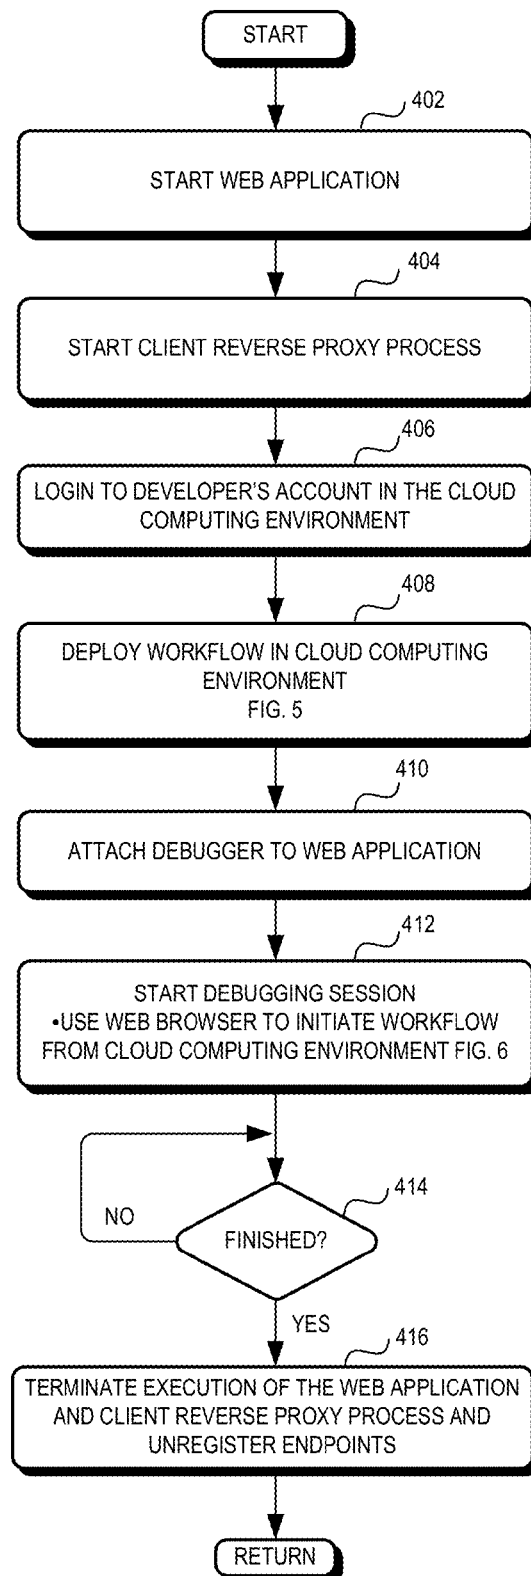 START
402
START WEB APPLICATION
404
START CLIENT REVERSE PROXY PROCESS
406
LOGIN TO DEVELOPER'S ACCOUNT IN THE CLOUD
COMPUTING ENVIRONMENT
408
DEPLOY WORKFLOW IN CLOUD COMPUTING
ENVIRONMENT
FIG. 5
410
ATTACH DEBUGGER TO WEB APPLICATION
412
START DEBUGGING SESSION
•USE WEB BROWSER TO INITIATE WORKFLOW
FROM CLOUD COMPUTING ENVIRONMENT FIG. 6
414
NO
FINISHED?
YES
416
TERMINATE EXECUTION OF THE WEB APPLICATION
AND CLIENT REVERSE PROXY PROCESS AND
UNREGISTER ENDPOINTS
RETURN